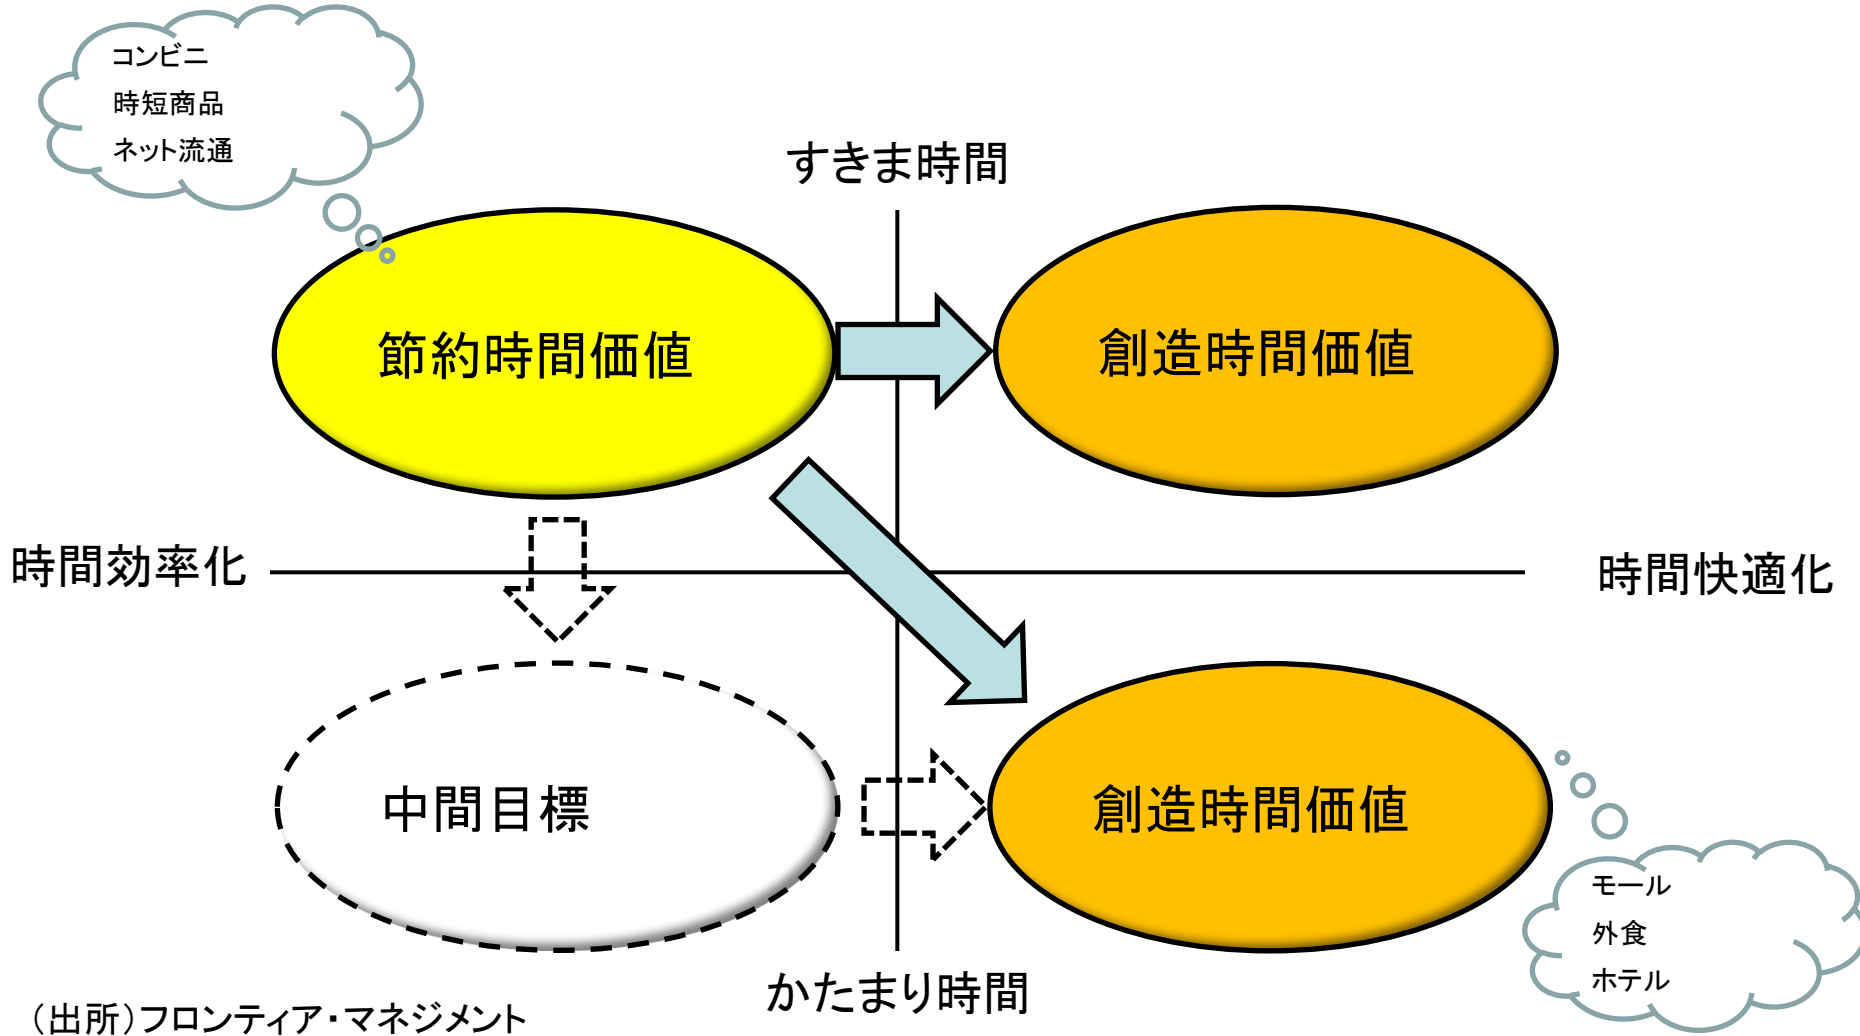 コンビニ
時短商品
ネット流通
すきま時間
節約時間価値
創造時間価値
時間効率化
時間快適化
中間目標
創造時間価値
モール
外食
ホテル
かたまり時間
（出所）フロンティア・マネジメント